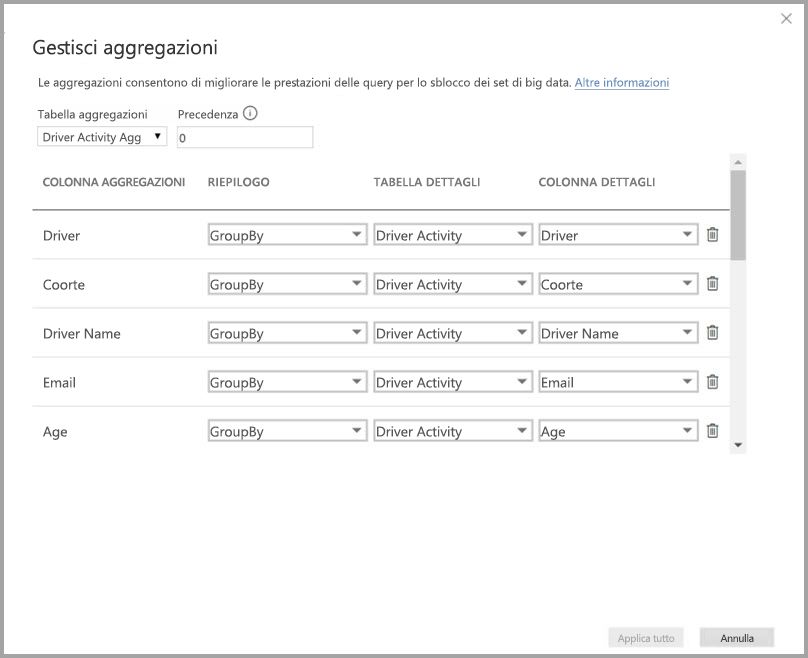 Gestisci aggregazioni
Le aggregazioni consentono di migliorare le prestazioni delle query per lo sblocco dei set di big data. Altre informazioni
Tabella aggregazioni Precedenza
Driver Activity Agg 0
COLONNA AGGREGAZIONI RIEPILOGO TABELLA DETTAGLI COLONNA DETTAGLI
Driver GroupBy Driver Activity Driver
Coorte GroupBy Driver Activity Coorte
Driver Name GroupBy Driver Activity Driver Name
Email GroupBy Driver Activity Email
Age GroupBy Driver Activity Age
Applica tutto Annulla